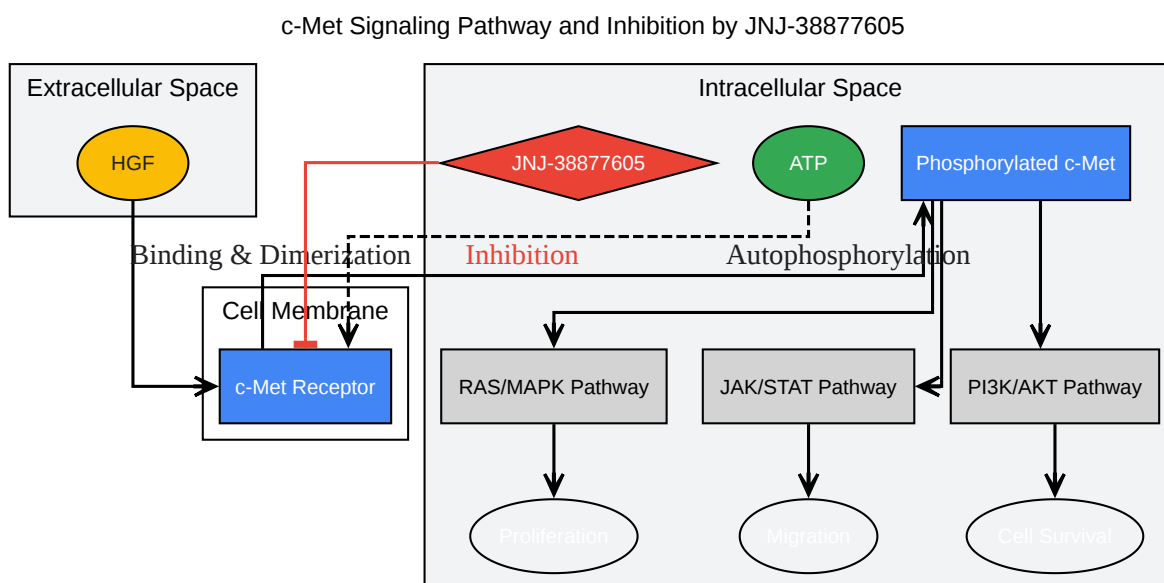 c-Met Signaling Pathway and Inhibition by JNJ-38877605
Extracellular Space
Intracellular Space
HGF
JNJ-38877605
ATP
Phosphorylated c-Met
Binding & Dimerization
Inhibition
Autophosphorylation
Cell Membrane
c-Met Receptor
RAS/MAPK Pathway
JAK/STAT Pathway
PI3K/AKT Pathway
Proliferation
Migration
Cell Survival